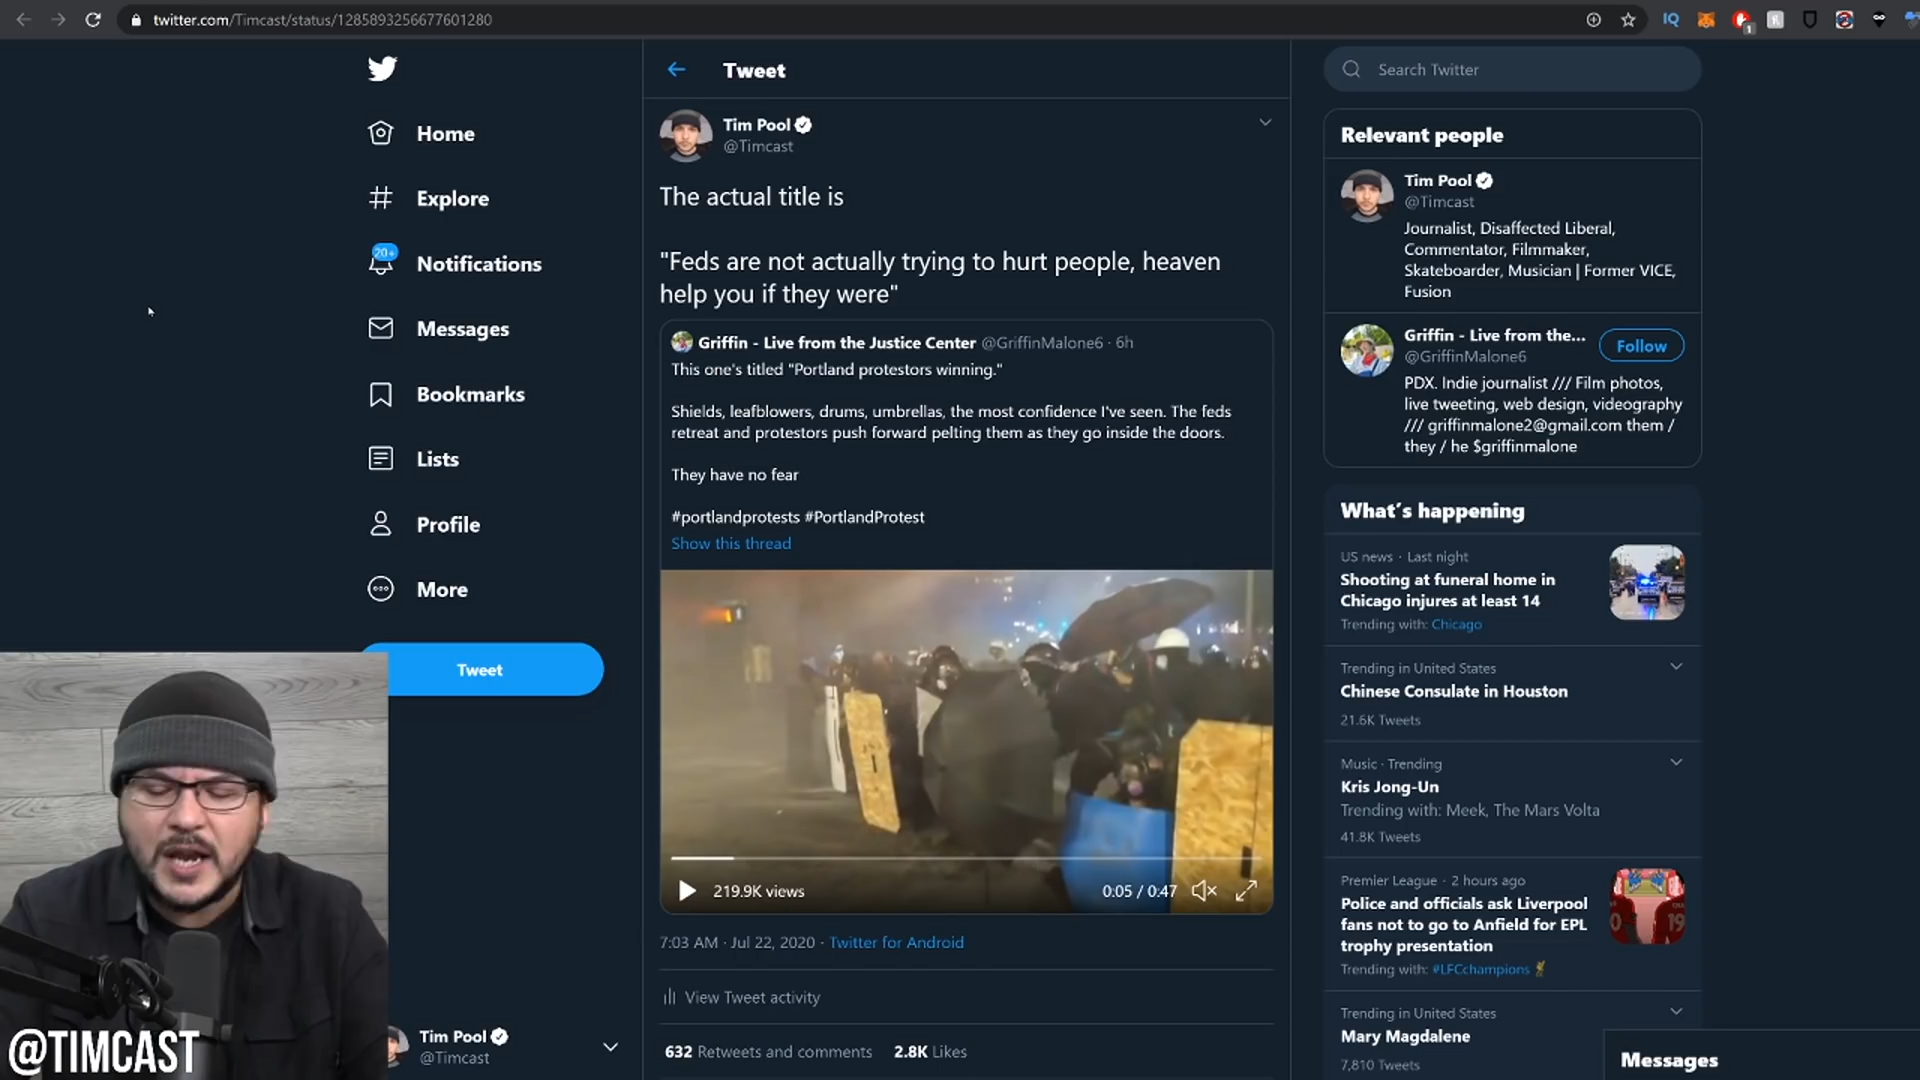 twitter.com/Timcast/status/1285893256677601280
IQ
1
Home
Explore
20+
Notifications
Messages
Bookmarks
Lists
Profile
More
Tweet
Tim Pool
@Timcast
@TIMCAST
Tweet
Tim Pool
@Timcast
The actual title is
"Feds are not actually trying to hurt people, heaven
help you if they were"
Griffin - Live from the Justice Center @GriffinMalone6 · 6h
This one's titled "Portland protestors winning."
Shields, leafblowers, drums, umbrellas, the most confidence I've seen. The feds
retreat and protestors push forward pelting them as they go inside the doors.
They have no fear
#portlandprotests #PortlandProtest
Show this thread
219.9K views
0:05 / 0:47
7:03 AM · Jul 22, 2020 · Twitter for Android
View Tweet activity
632 Retweets and comments 2.8K Likes
Search Twitter
Relevant people
Tim Pool
@Timcast
Journalist, Disaffected Liberal,
Commentator, Filmmaker,
Skateboarder, Musician | Former VICE,
Fusion
Griffin - Live from the...
@GriffinMalone6
Follow
PDX. Indie journalist /// Film photos,
live tweeting, web design, videography
/// griffinmalone2@gmail.com them /
they / he $griffinmalone
What's happening
US news · Last night
Shooting at funeral home in
Chicago injures at least 14
Trending with: Chicago
Trending in United States
Chinese Consulate in Houston
21.6K Tweets
Music · Trending
Kris Jong-Un
Trending with: Meek, The Mars Volta
41.8K Tweets
Premier League · 2 hours ago
Police and officials ask Liverpool
fans not to go to Anfield for EPL
trophy presentation
Trending with: #LFCchampions
Trending in United States
Mary Magdalene
7,810 Tweets
Messages